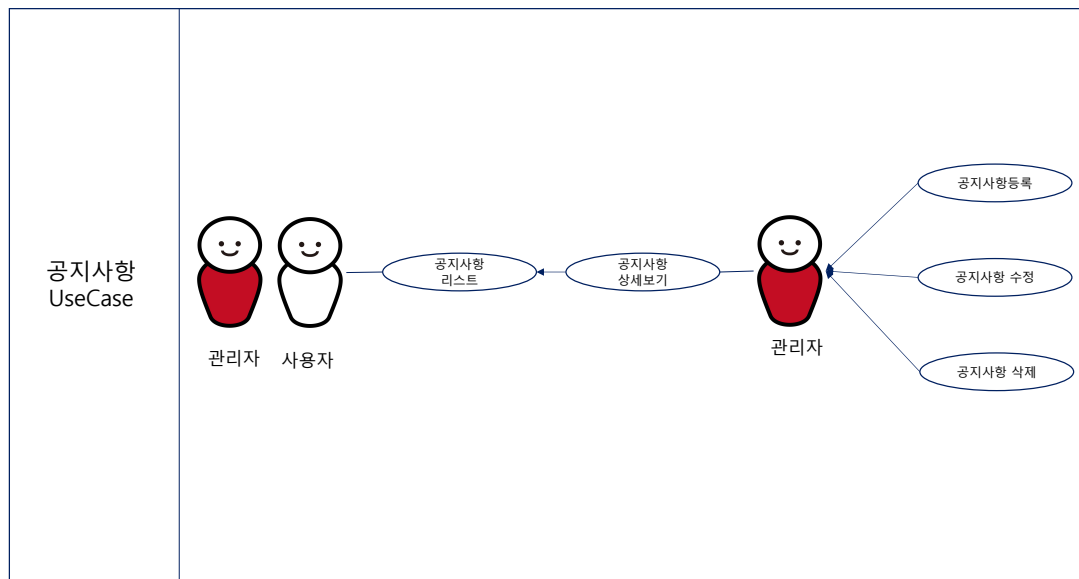 공지사항
UseCase
관리자
사용자
공지사항
리스트
공지사항
상세보기
관리자
공지사항등록
공지사항 수정
공지사항 삭제